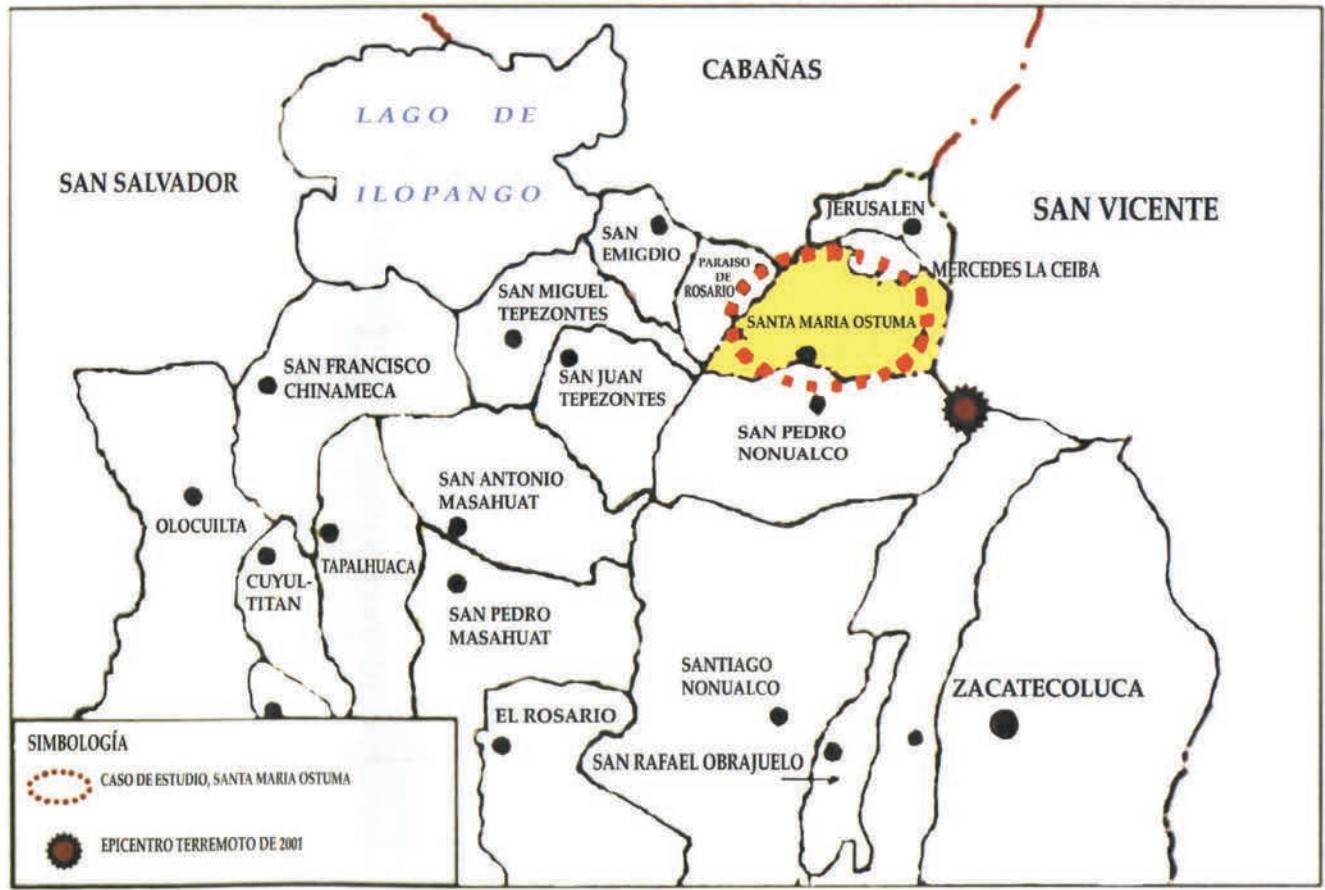 CABAÑAS
LAGO DE
ILOPANGO
SAN SALVADOR
SAN VICENTE
JERUSALEN
SAN
EMIGDIO
PARAISO
DE
ROSARIO
MERCEDES LA CEIBA
SAN MIGUEL
TEPEZONTES
SANTA MARIA OSTUMA
SAN FRANCISCO
CHINAMECA
SAN JUAN
TEPEZONTES
SAN PEDRO
NONUALCO
SAN ANTONIO
MASAHUAT
OLOCUILTA
TAPALHUACA
CUYUL-
TITAN
SAN PEDRO
MASAHUAT
SANTIAGO
NONUALCO
ZACATECOLUCA
EL ROSARIO
SAN RAFAEL OBRAJUELO
SIMBOLOGÍA
CASO DE ESTUDIO, SANTA MARIA OSTUMA
EPICENTRO TERREMOTO DE 2001